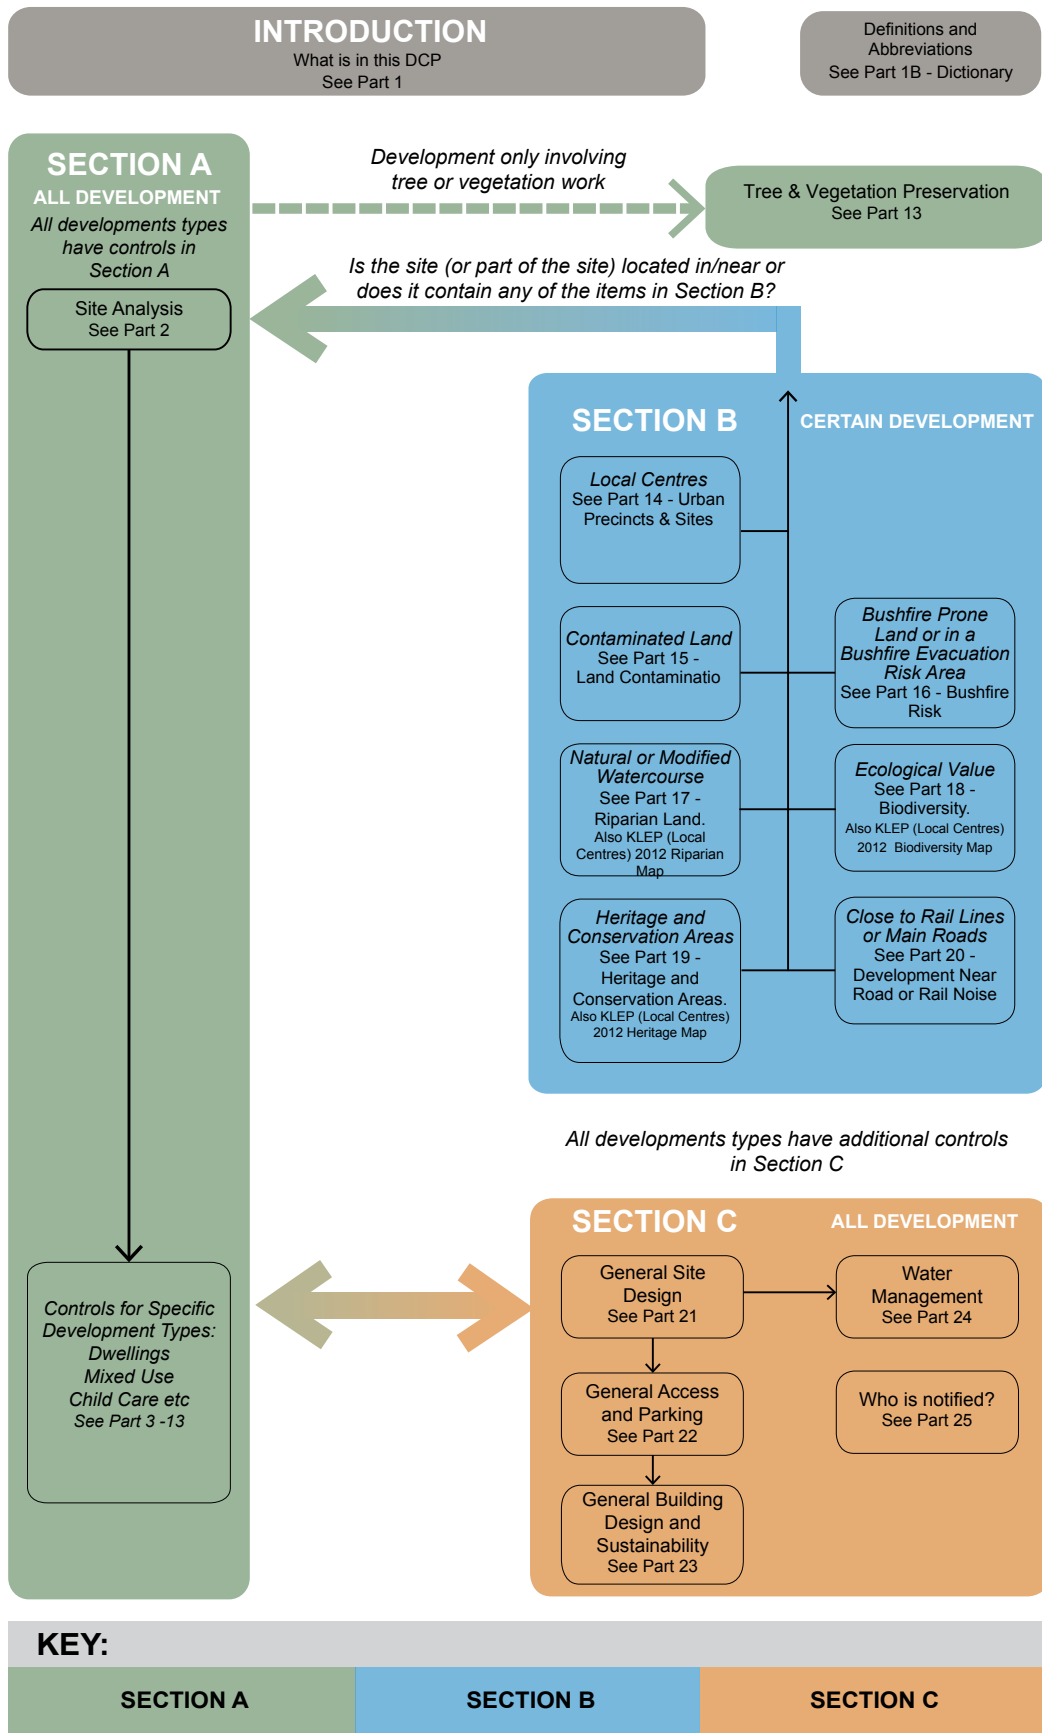 INTRODUCTION
What is in this DCP
See Part 1
Definitions and
Abbreviations
See Part 1B - Dictionary
SECTION A
ALL DEVELOPMENT
All developments types
have controls in
Section A
Site Analysis
See Part 2
Development only involving
tree or vegetation work
Tree & Vegetation Preservation
See Part 13
Is the site (or part of the site) located in/near or
does it contain any of the items in Section B?
SECTION B
CERTAIN DEVELOPMENT
Local Centres
See Part 14 - Urban
Precincts & Sites
Contaminated Land
See Part 15 -
Land Contaminatio
Bushfire Prone
Land or in a
Bushfire Evacuation
Risk Area
See Part 16 - Bushfire
Risk
Natural or Modified
Watercourse
See Part 17 -
Riparian Land.
Also KLEP (Local
Centres) 2012 Riparian
Map
Ecological Value
See Part 18 -
Biodiversity.
Also KLEP (Local Centres)
2012 Biodiversity Map
Heritage and
Conservation Areas
See Part 19 -
Heritage and
Conservation Areas.
Also KLEP (Local Centres)
2012 Heritage Map
Close to Rail Lines
or Main Roads
See Part 20 -
Development Near
Road or Rail Noise
All developments types have additional controls
in Section C
SECTION C
ALL DEVELOPMENT
General Site
Design
See Part 21
Water
Management
See Part 24
General Access
and Parking
See Part 22
Who is notified?
See Part 25
General Building
Design and
Sustainability
See Part 23
Controls for Specific
Development Types:
Dwellings
Mixed Use
Child Care etc
See Part 3 -13
KEY:
SECTION A
SECTION B
SECTION C